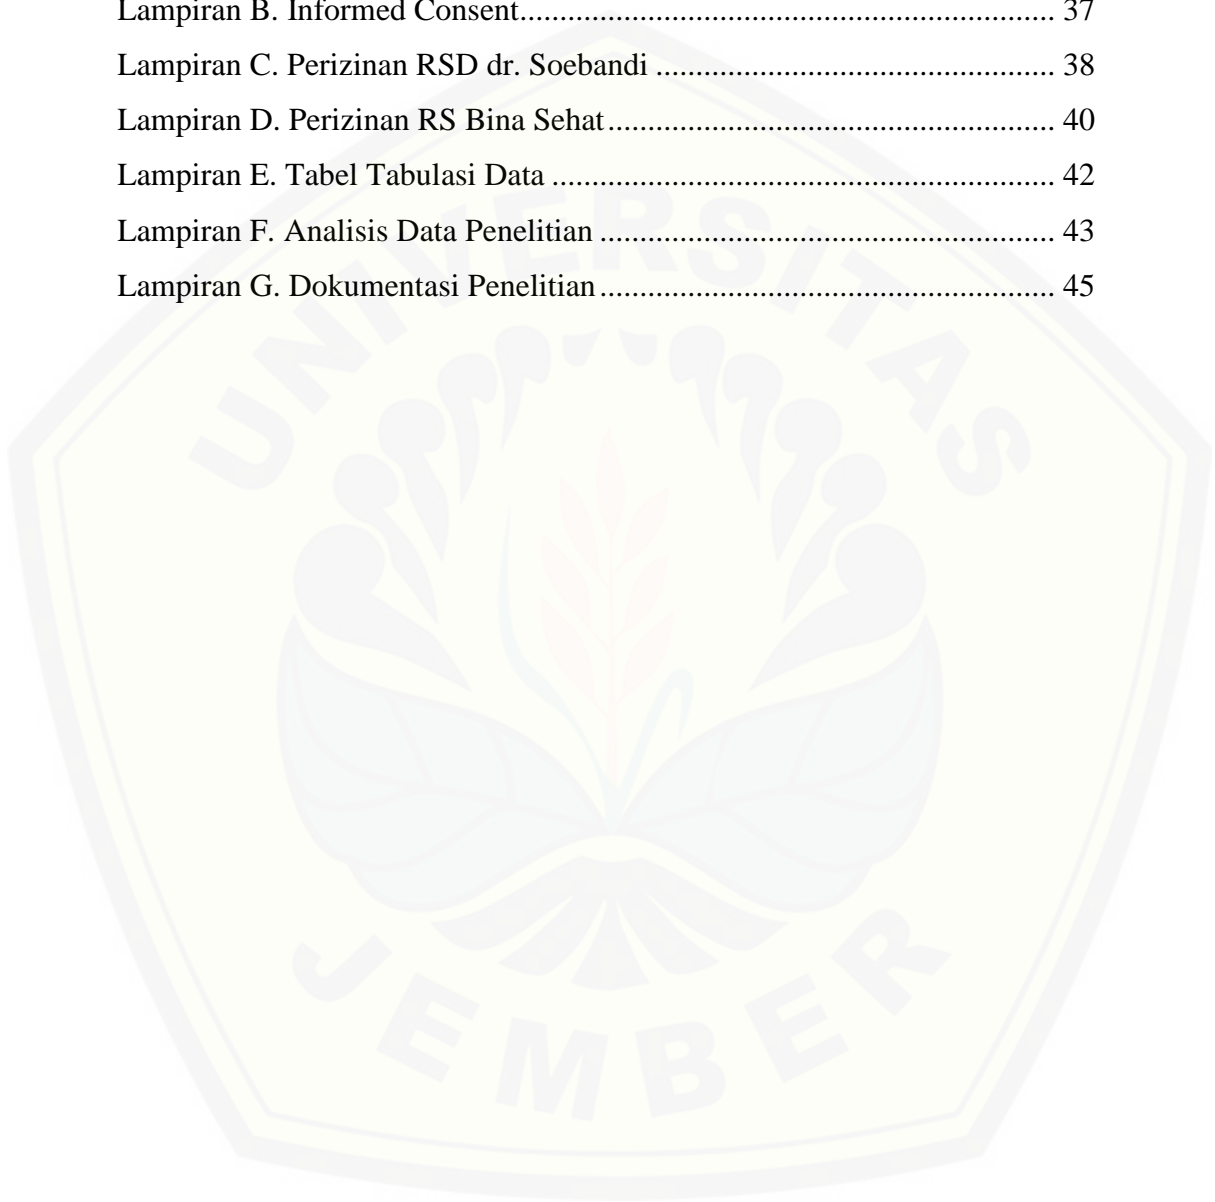 Lampiran B. Informed Consent.................................................................... 37
Lampiran C. Perizinan RSD dr. Soebandi ................................................... 38
Lampiran D. Perizinan RS Bina Sehat......................................................... 40
Lampiran E. Tabel Tabulasi Data ................................................................ 42
Lampiran F. Analisis Data Penelitian .......................................................... 43
Lampiran G. Dokumentasi Penelitian.......................................................... 45
UNIVERSITAS
JEMBER